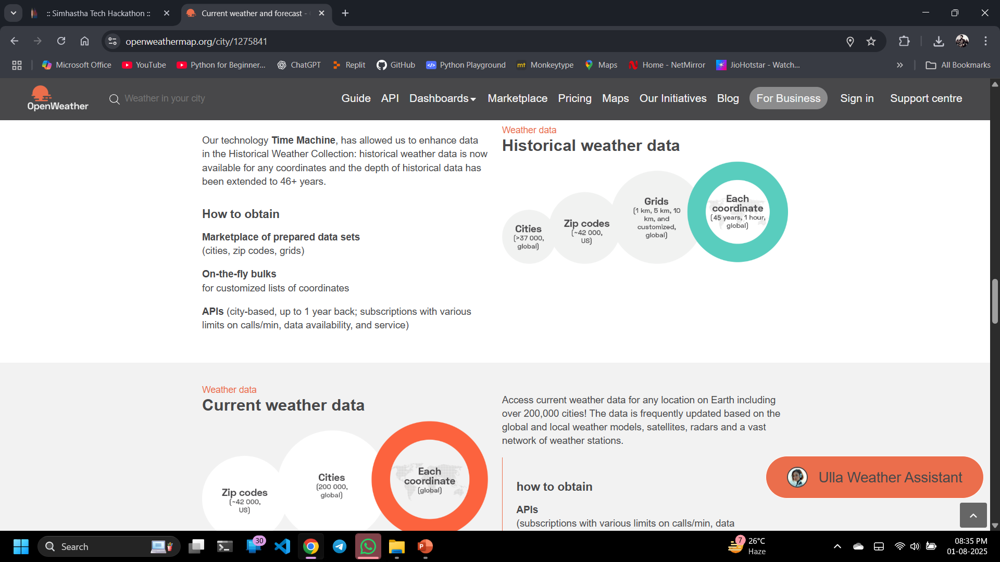 :: Simhastha Tech Hackathon ::
Current weather and forecast -
openweathermap.org/city/1275841
Microsoft Office
YouTube
Python for Beginner...
ChatGPT
Replit
GitHub
Python Playground
mt Monkeytype
Maps
Home - NetMirror
JioHotstar - Watch...
»
All Bookmarks
OpenWeather
Weather in your city
Guide
API
Dashboards
Marketplace
Pricing
Maps
Our Initiatives
Blog
For Business
Sign in
Support centre
Our technology Time Machine, has allowed us to enhance data
in the Historical Weather Collection: historical weather data is now
available for any coordinates and the depth of historical data has
been extended to 46+ years.
How to obtain
Marketplace of prepared data sets
(cities, zip codes, grids)
On-the-fly bulks
for customized lists of coordinates
APIs (city-based, up to 1 year back; subscriptions with various
limits on calls/min, data availability, and service)
Weather data
Historical weather data
Cities
(>37 000,
global)
Zip codes
(~42 000,
US)
Grids
(1 km, 5 km, 10
km, and
customized,
global)
Each
coordinate
(45 years, 1 hour,
global)
Weather data
Current weather data
Zip codes
(~42 000,
US)
Cities
(200 000,
global)
Each
coordinate
(global)
Access current weather data for any location on Earth including
over 200,000 cities! The data is frequently updated based on the
global and local weather models, satellites, radars and a vast
network of weather stations.
how to obtain
APIs
(subscriptions with various limits on calls/min, data
Ulla Weather Assistant
Search
30
P
7
26°C
Haze
08:35 PM
01-08-2025